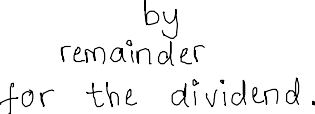 by
remainder
for the dividend.